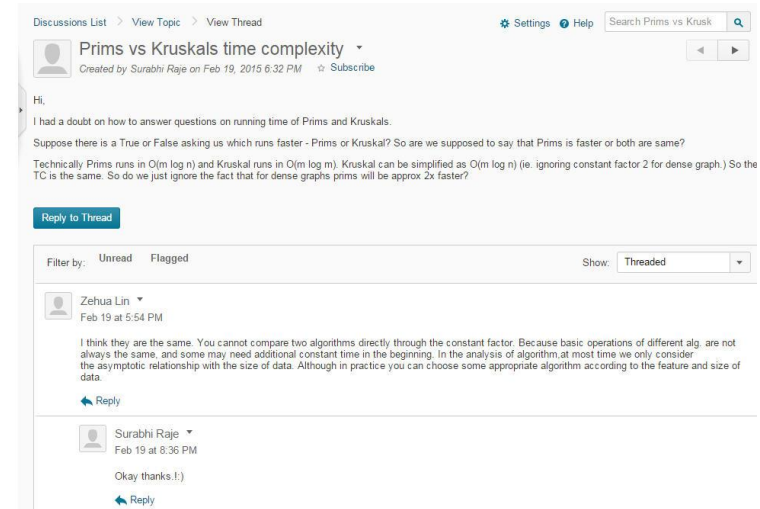 Discussions List > View Topic > View Thread
Settings Help Search Prims vs Krusk
Prims vs Kruskals time complexity
Created by Surabhi Raje on Feb 19, 2015 6:32 PM ☆ Subscribe
Hi,
I had a doubt on how to answer questions on running time of Prims and Kruskals.
Suppose there is a True or False asking us which runs faster - Prims or Kruskal? So are we supposed to say that Prims is faster or both are same?
Technically Prims runs in O(m log n) and Kruskal runs in O(m log m). Kruskal can be simplified as O(m log n) (ie. ignoring constant factor 2 for dense graph.) So the
TC is the same. So do we just ignore the fact that for dense graphs prims will be approx 2x faster?
Reply to Thread
Filter by: Unread Flagged Show: Threaded
Zehua Lin
Feb 19 at 5:54 PM
I think they are the same. You cannot compare two algorithms directly through the constant factor. Because basic operations of different alg. are not
always the same, and some may need additional constant time in the beginning. In the analysis of algorithm,at most time we only consider
the asymptotic relationship with the size of data. Although in practice you can choose some appropriate algorithm according to the feature and size of
data.
Reply
Surabhi Raje
Feb 19 at 8:36 PM
Okay thanks.!:)
Reply